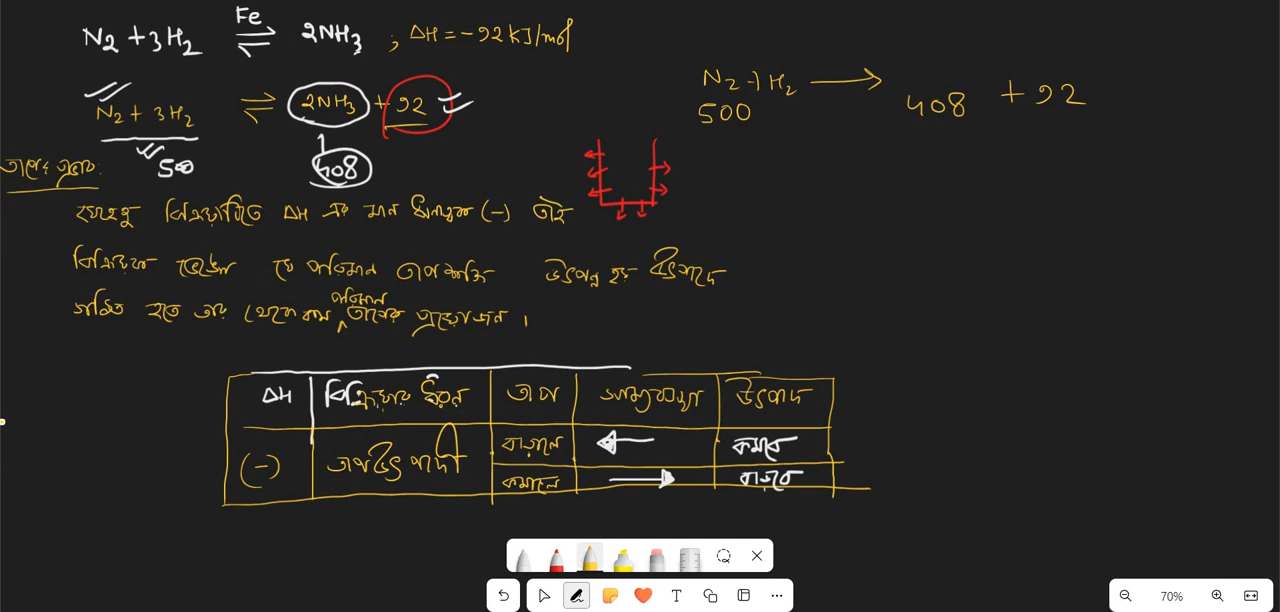 N2 + 3H2 ⇌ 2NH3 ; ΔH = -92 kJ/mol
Fe
N2 + 3H2 ⇌ 2NH3 + 92
500
408
N2 + H2 ⟶
500 408 + 92
তাপের প্রভাব:
যেহেতু বিক্রিয়াটিতে ΔH এর মান ঋনাত্মক (-) তাই
বিক্রিয়ক যে পরিমান তাপশক্তি উৎপন্ন হয় উৎপাদে
হতে তার থেকে কম পরিমান তাপের প্রয়োজন ।
ΔH বিক্রিয়ার ধরন তাপ সাম্যাবস্থা উৎপাদ
(-) তাপউৎপাদী বাড়ালে ← কমবে
কমালে → বাড়বে
70%